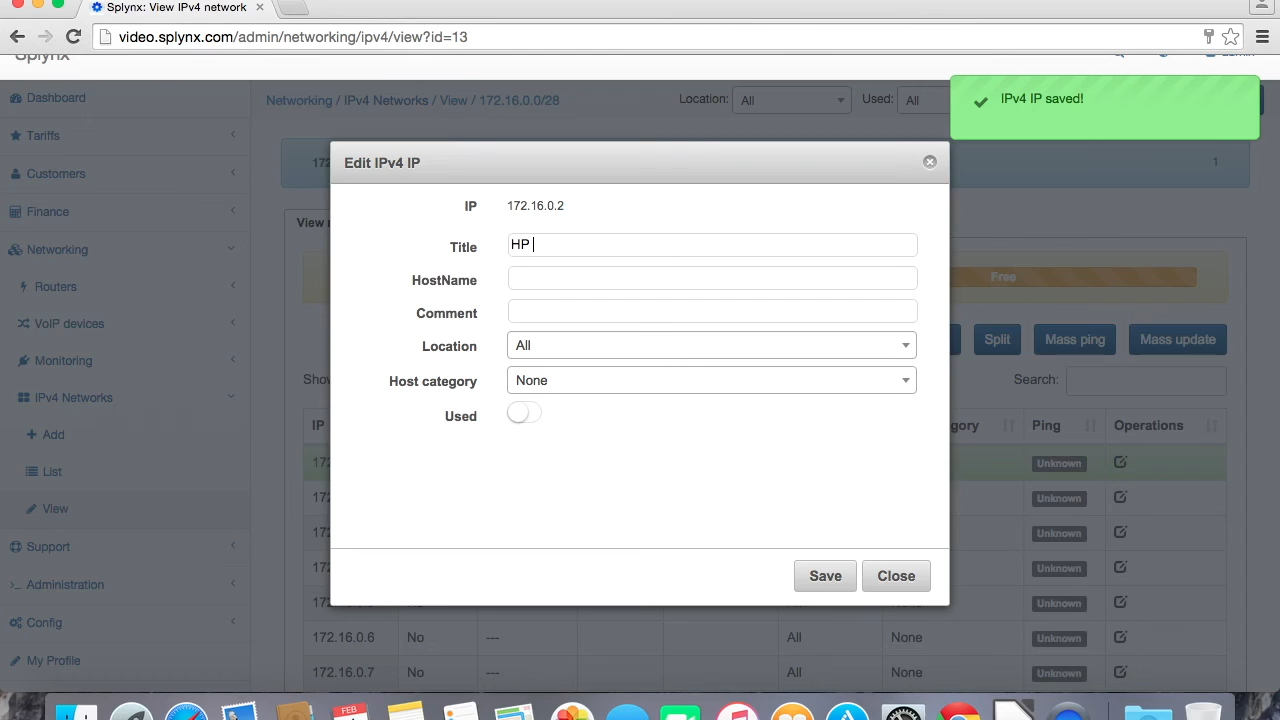 Splynx: View IPv4 network
video.splynx.com/admin/networking/ipv4/view?id=13
Splynx
Dashboard
Networking / IPv4 Networks / View / 172.16.0.0/28
Location: All
Used: All
IPv4 IP saved!
Tariffs
Customers
Finance
Networking
Routers
VoIP devices
Monitoring
IPv4 Networks
Add
List
View
Support
Administration
Config
My Profile
172
1
View
Free
Split
Mass ping
Mass update
Search:
IP
Ping
Operations
Unknown
Unknown
Unknown
Unknown
Unknown
172.16.0.6 No --- All None Unknown
172.16.0.7 No --- All None Unknown
Edit IPv4 IP
IP 172.16.0.2
Title HP
HostName
Comment
Location All
Host category None
Used
Save Close
FEB